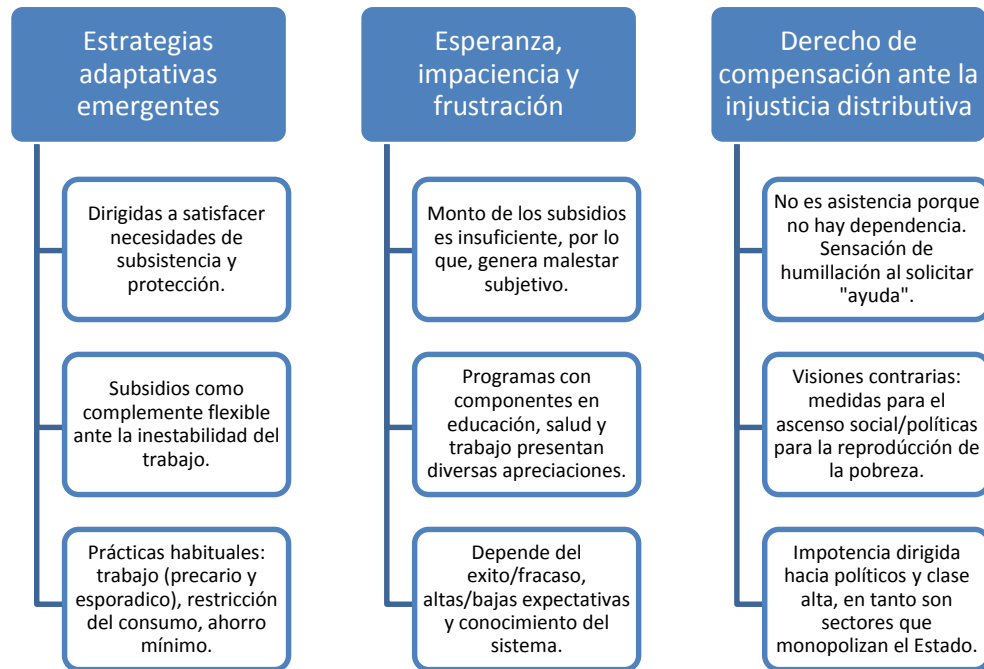 Estrategias
adaptativas
emergentes
Dirigidas a satisfacer
necesidades de
subsistencia y
protección.
Subsidios como
complemente flexible
ante la inestabilidad del
trabajo.
Prácticas habituales:
trabajo (precario y
esporadico), restricción
del consumo, ahorro
mínimo.
Esperanza,
impaciencia y
frustración
Monto de los subsidios
es insuficiente, por lo
que, genera malestar
subjetivo.
Programas con
componentes en
educación, salud y
trabajo presentan
diversas apreciaciones.
Depende del
exito/fracaso,
altas/bajas expectativas
y conocimiento del
sistema.
Derecho de
compensación ante la
injusticia distributiva
No es asistencia porque
no hay dependencia.
Sensación de
humillación al solicitar
"ayuda".
Visiones contrarias:
medidas para el
ascenso social/políticas
para la reprodúcción de
la pobreza.
Impotencia dirigida
hacia políticos y clase
alta, en tanto son
sectores que
monopolizan el Estado.